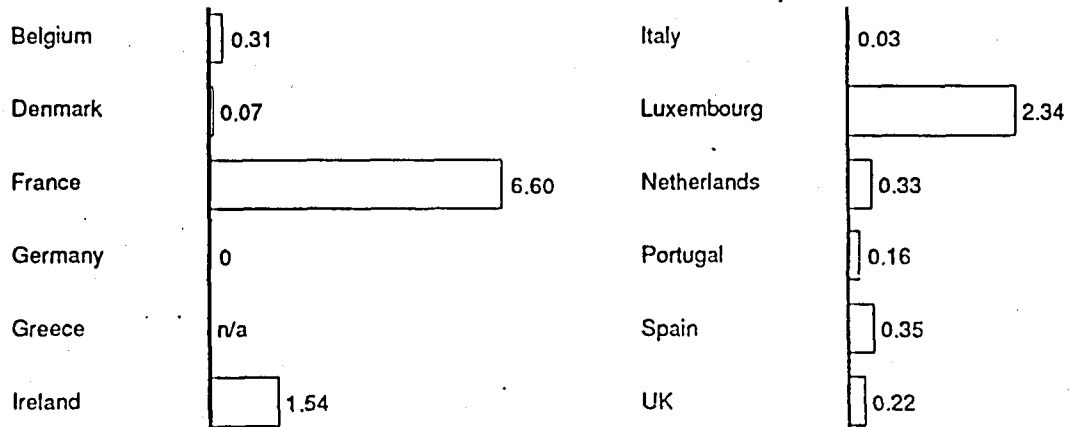 Belgium 0.31
Denmark 0.07
France 6.60
Germany 0
Greece n/a
Ireland 1.54
Italy 0.03
Luxembourg 2.34
Netherlands 0.33
Portugal 0.16
Spain 0.35
UK 0.22